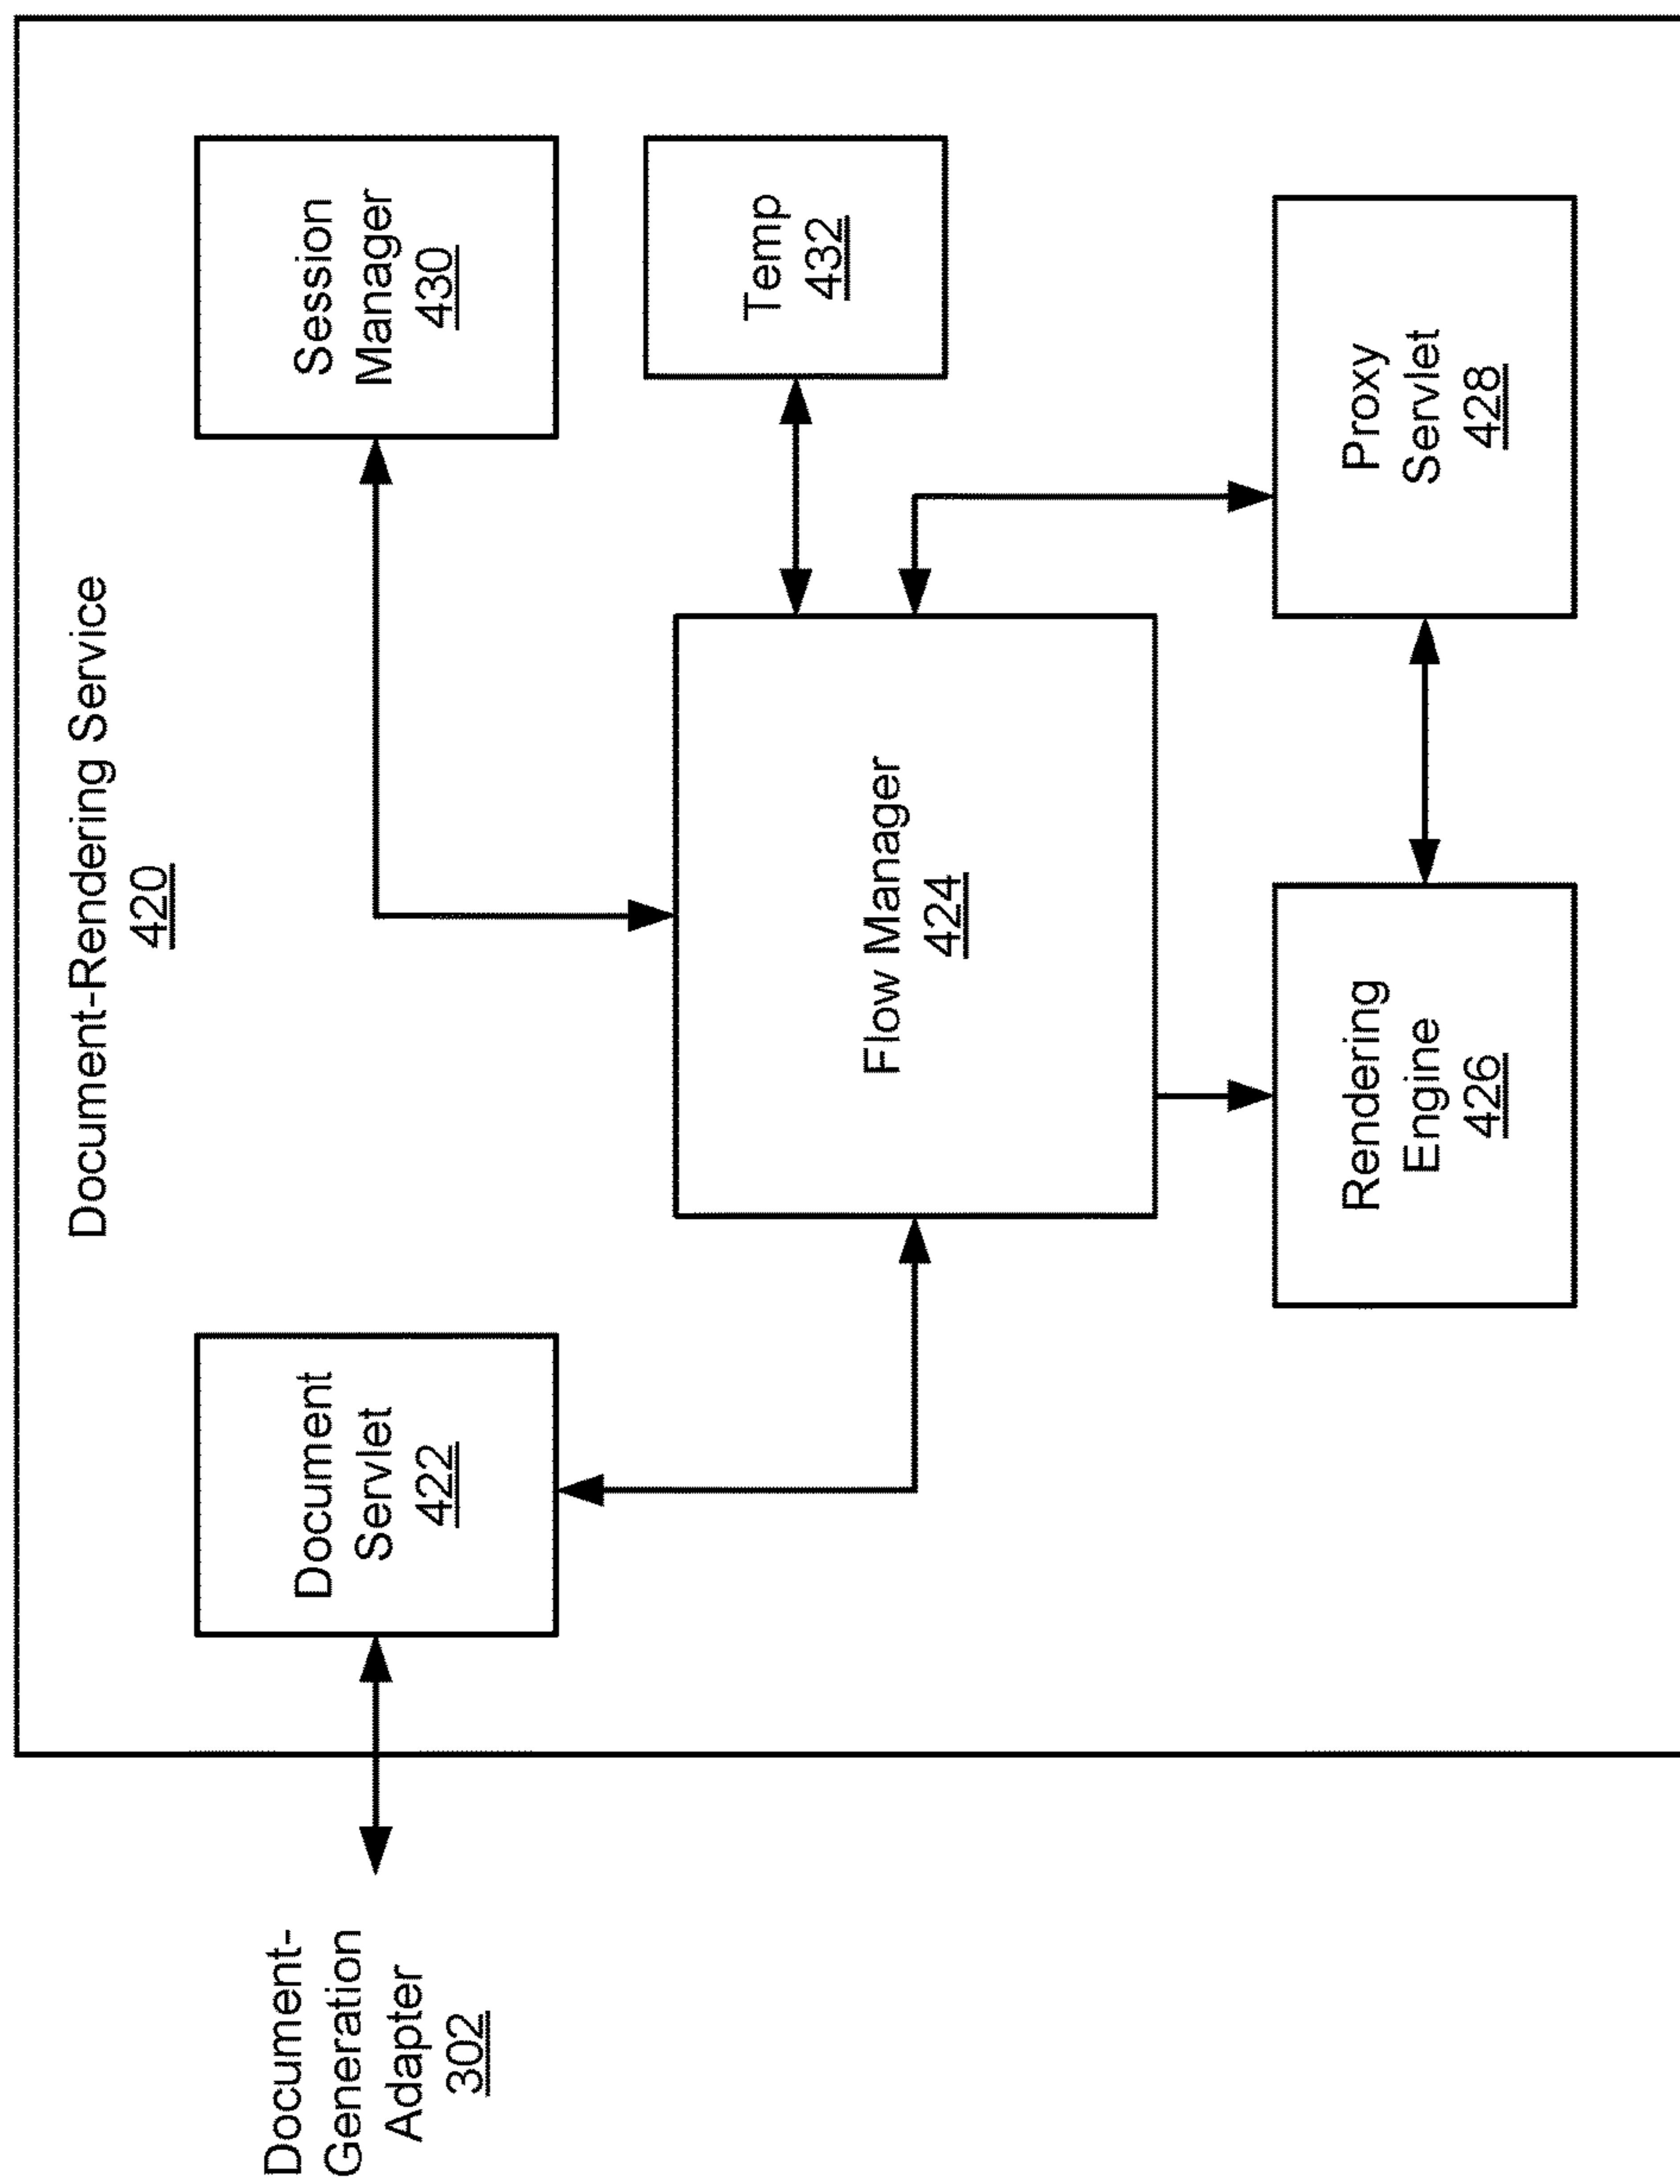 Document-Rendering Service
420
Document-
Generation
Adapter
302
Document
Servlet
422
Session
Manager
430
Flow Manager
424
Temp
432
Rendering
Engine
426
Proxy
Servlet
428